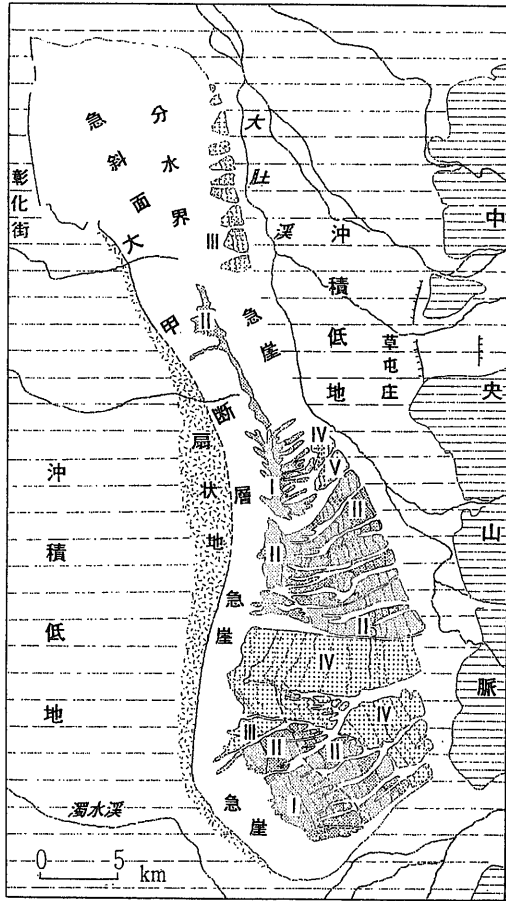 急斜面
分水界
彰化街
大肚溪
大甲断層
急崖
扇状地
沖積低地
沖積低地
草屯庄
中央山脈
急崖
急崖
濁水溪
III
II
IV
V
I
II
II
II
IV
IV
III
II
II
I
0 5
km